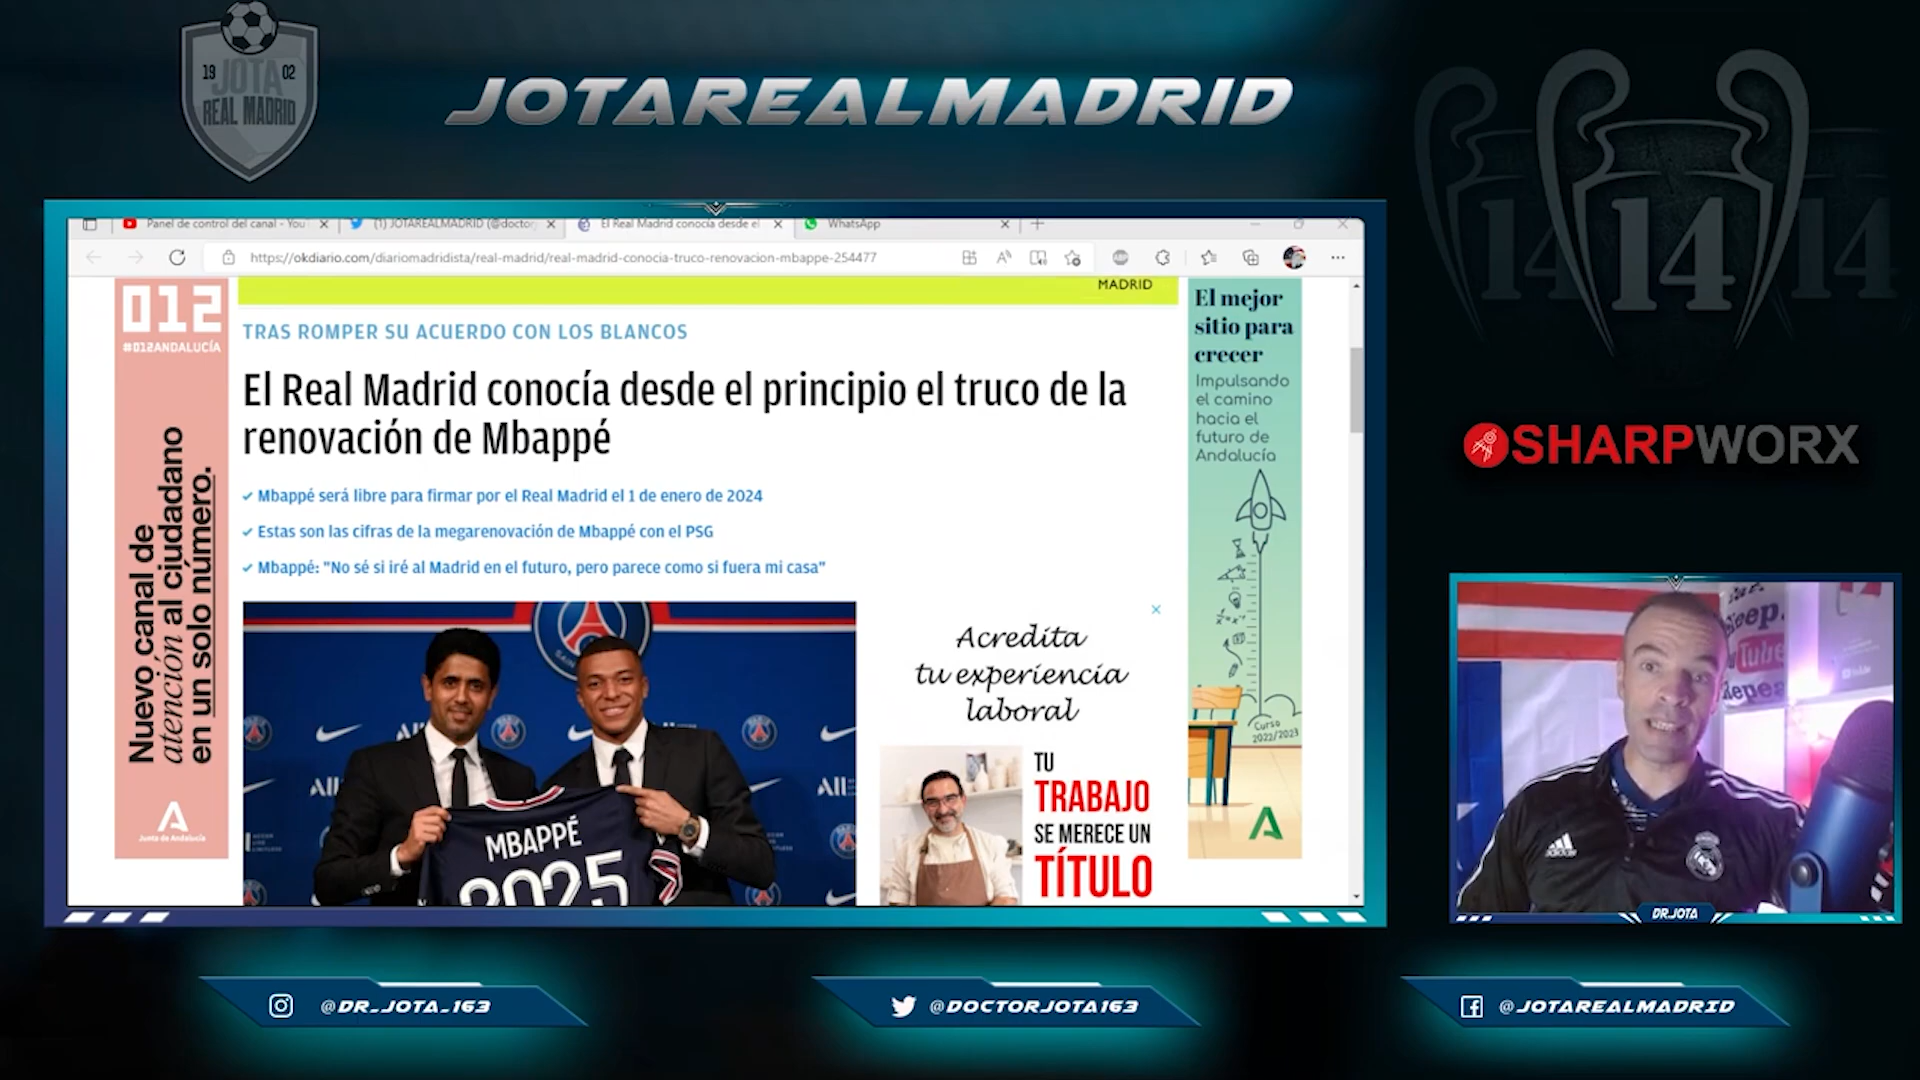 19 JOTA 02
REAL MADRID
JOTAREALMADRID
14
14
14
Panel de control del canal - You
(1) JOTAREALMADRID (@doctor
El Real Madrid conocía desde el
WhatsApp
https://okdiario.com/diariomadridista/real-madrid/real-madrid-conocia-truco-renovacion-mbappe-254477
MADRID
012
#012ANDALUCÍA
Nuevo canal de
atención al ciudadano
en un solo número.
Junta de Andalucía
TRAS ROMPER SU ACUERDO CON LOS BLANCOS
El Real Madrid conocía desde el principio el truco de la
renovación de Mbappé
Mbappé será libre para firmar por el Real Madrid el 1 de enero de 2024
Estas son las cifras de la megarenovación de Mbappé con el PSG
Mbappé: "No sé si iré al Madrid en el futuro, pero parece como si fuera mi casa"
MBAPPÉ
2025
Acredita
tu experiencia
laboral
TU
TRABAJO
SE MERECE UN
TÍTULO
El mejor
sitio para
crecer
Impulsando
el camino
hacia el
futuro de
Andalucía
Curso
2022/2023
SHARPWORX
Keep
Tube
Repeat
adidas
DR.JOTA
@DR_JOTA_163
@DOCTORJOTA163
@JOTAREALMADRID